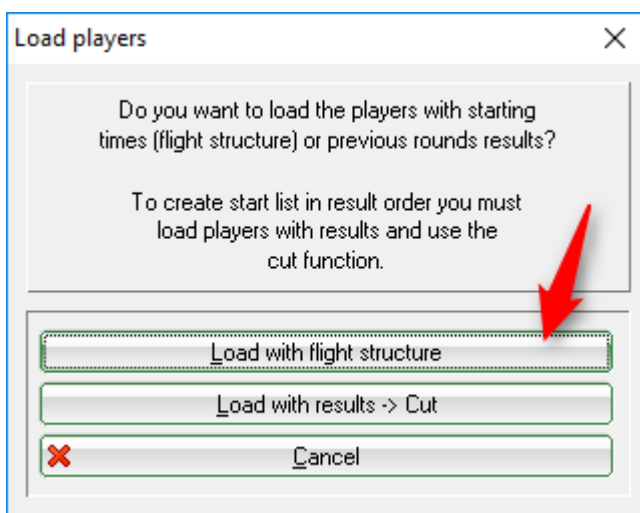 Load players
Do you want to load the players with starting
times (flight structure) or previous rounds results?
To create start list in result order you must
load players with results and use the
cut function.
Load with flight structure
Load with results -> Cut
Cancel